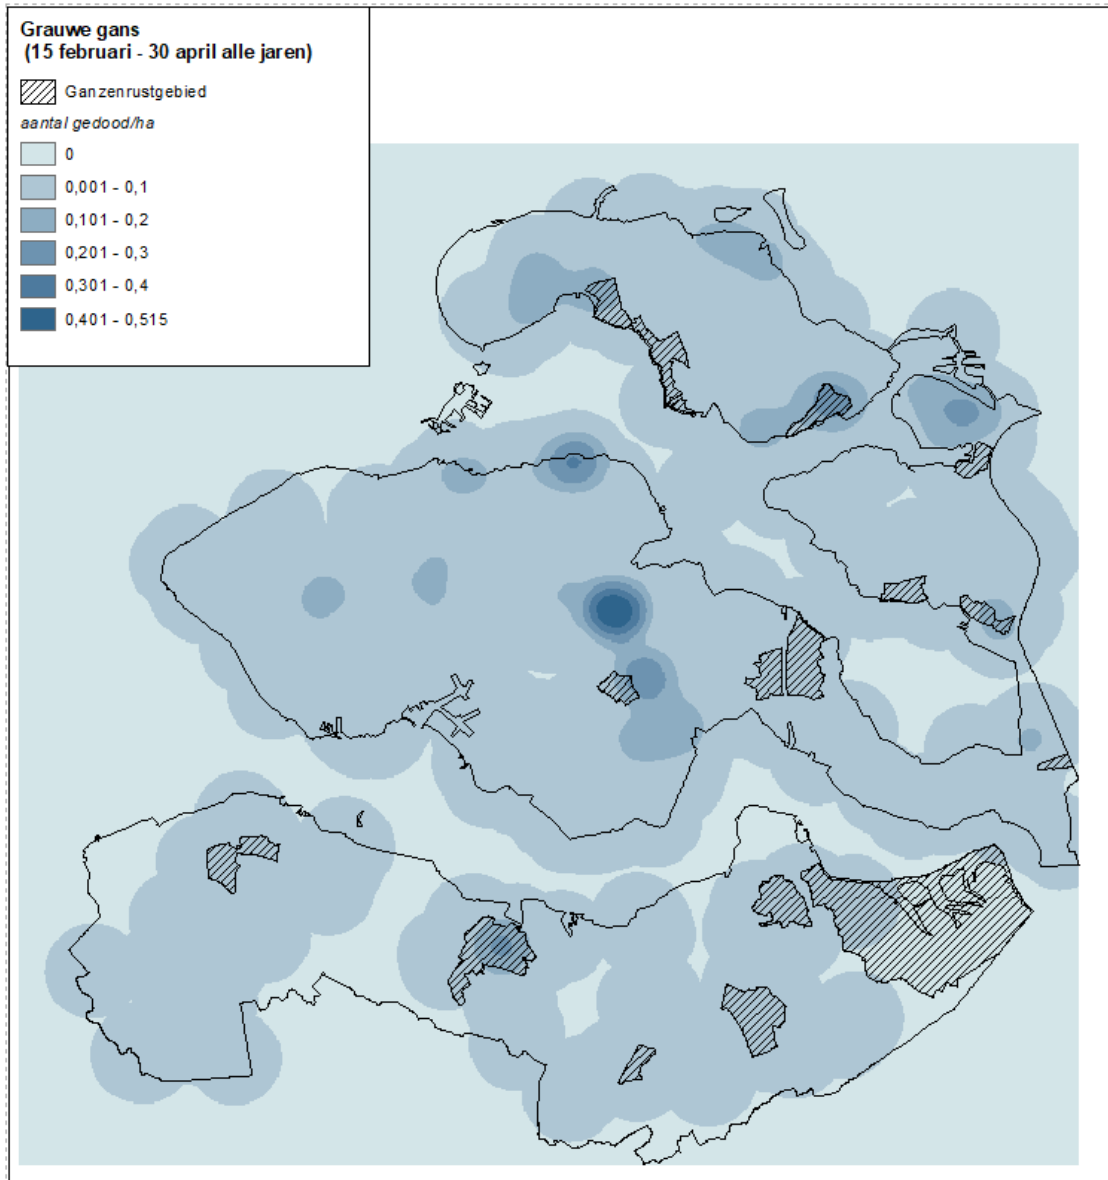 Grauwe gans
(15 februari - 30 april alle jaren)
Ganzenrustgebied
aantal gedood/ha
0
0,001 - 0,1
0,101 - 0,2
0,201 - 0,3
0,301 - 0,4
0,401 - 0,515